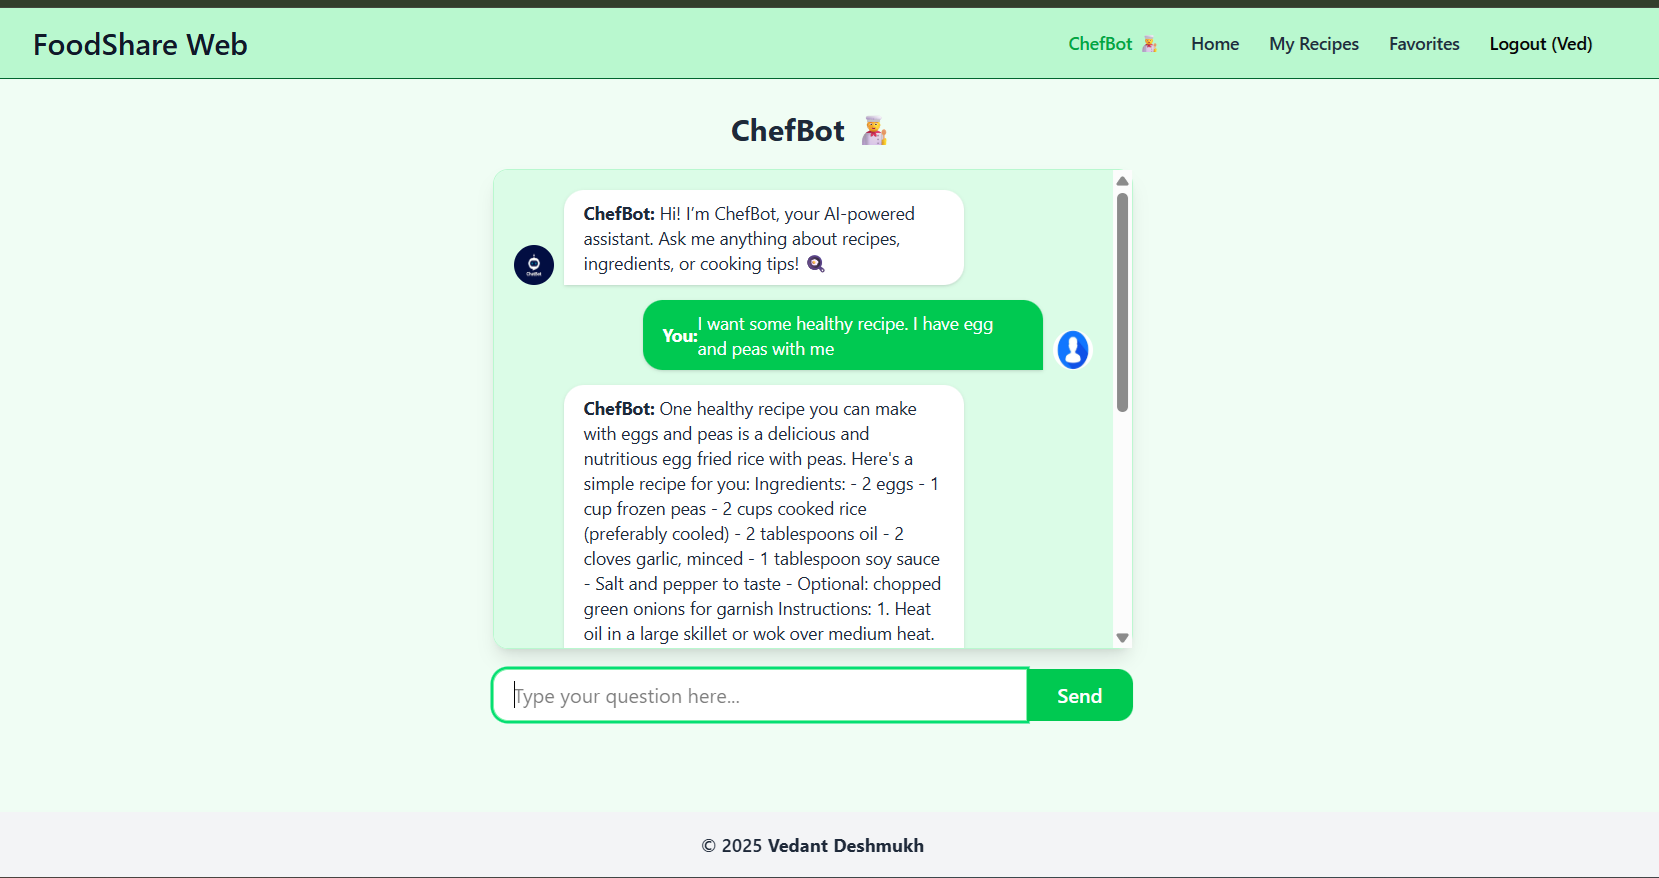 FoodShare Web
ChefBot 🧑‍🍳 Home My Recipes Favorites Logout (Ved)
ChefBot 🧑‍🍳
ChefBot: Hi! I’m ChefBot, your AI-powered
assistant. Ask me anything about recipes,
ingredients, or cooking tips! 🍳
ChatBot
You: I want some healthy recipe. I have egg
and peas with me
ChefBot: One healthy recipe you can make
with eggs and peas is a delicious and
nutritious egg fried rice with peas. Here's a
simple recipe for you: Ingredients: - 2 eggs - 1
cup frozen peas - 2 cups cooked rice
(preferably cooled) - 2 tablespoons oil - 2
cloves garlic, minced - 1 tablespoon soy sauce
- Salt and pepper to taste - Optional: chopped
green onions for garnish Instructions: 1. Heat
oil in a large skillet or wok over medium heat.
Type your question here...
Send
© 2025 Vedant Deshmukh